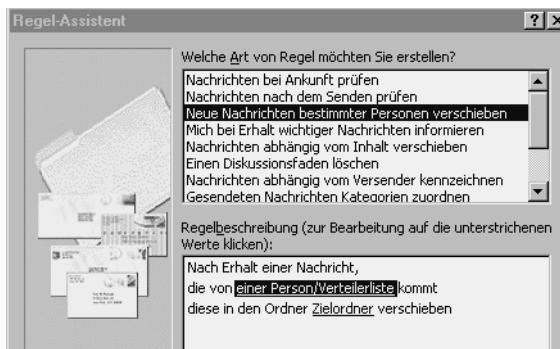 Regel-Assistent
Welche Art von Regel möchten Sie erstellen?
Nachrichten bei Ankunft prüfen
Nachrichten nach dem Senden prüfen
Neue Nachrichten bestimmter Personen verschieben
Mich bei Erhalt wichtiger Nachrichten informieren
Nachrichten abhängig vom Inhalt verschieben
Einen Diskussionsfaden löschen
Nachrichten abhängig vom Versender kennzeichnen
Gesendeten Nachrichten Kategorien zuordnen
Regelbeschreibung (zur Bearbeitung auf die unterstrichenen
Werte klicken):
Nach Erhalt einer Nachricht,
die von einer Person/Verteilerliste kommt
diese in den Ordner Zielordner verschieben